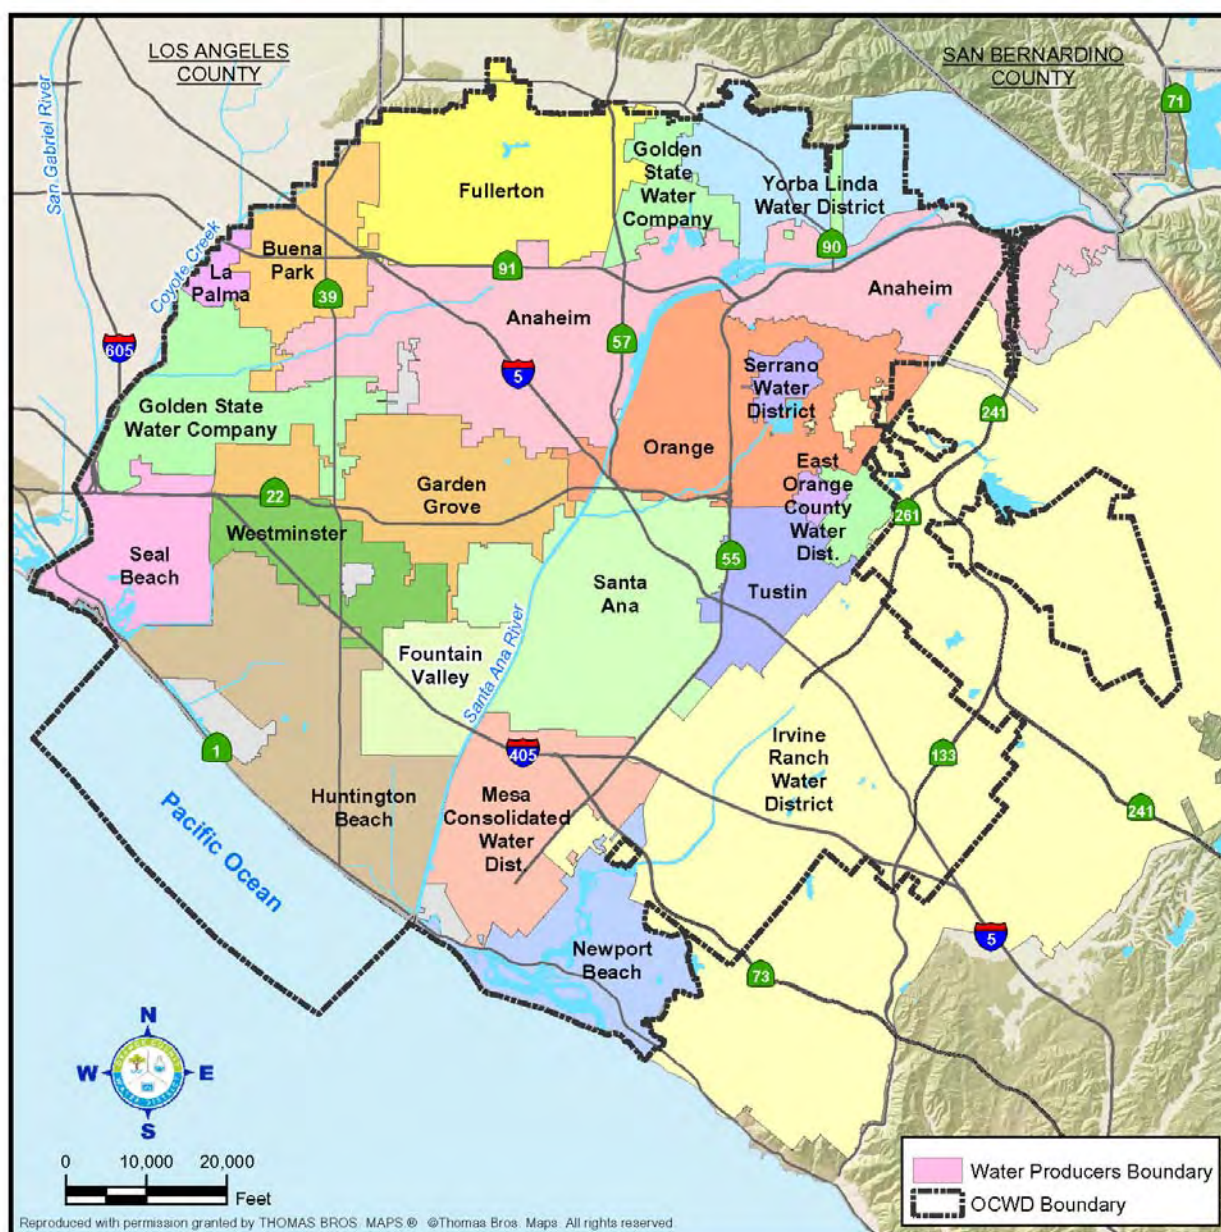 LOS ANGELES
COUNTY
SAN BERNARDINO
COUNTY
71
San Gabriel River
Fullerton
Golden
State
Water
Company
Yorba Linda
Water District
90
Coyote Creek
Buena
Park
La
Palma
39
91
Anaheim
Anaheim
605
57
5
Serrano
Water
District
241
Golden State
Water Company
Orange
22
Garden
Grove
East
Orange
County
Water
Dist.
261
Westminster
Seal
Beach
55
Santa
Ana
Tustin
Santa Ana River
Fountain
Valley
1
405
Irvine
Ranch
Water
District
133
241
Huntington
Beach
Mesa
Consolidated
Water
Dist.
Pacific Ocean
5
Newport
Beach
73
N
W
E
S
ORANGE COUNTY
WATER DISTRICT
0
10,000
20,000
Feet
Water Producers Boundary
OCWD Boundary
Reproduced with permission granted by THOMAS BROS. MAPS ® ©Thomas Bros. Maps. All rights reserved